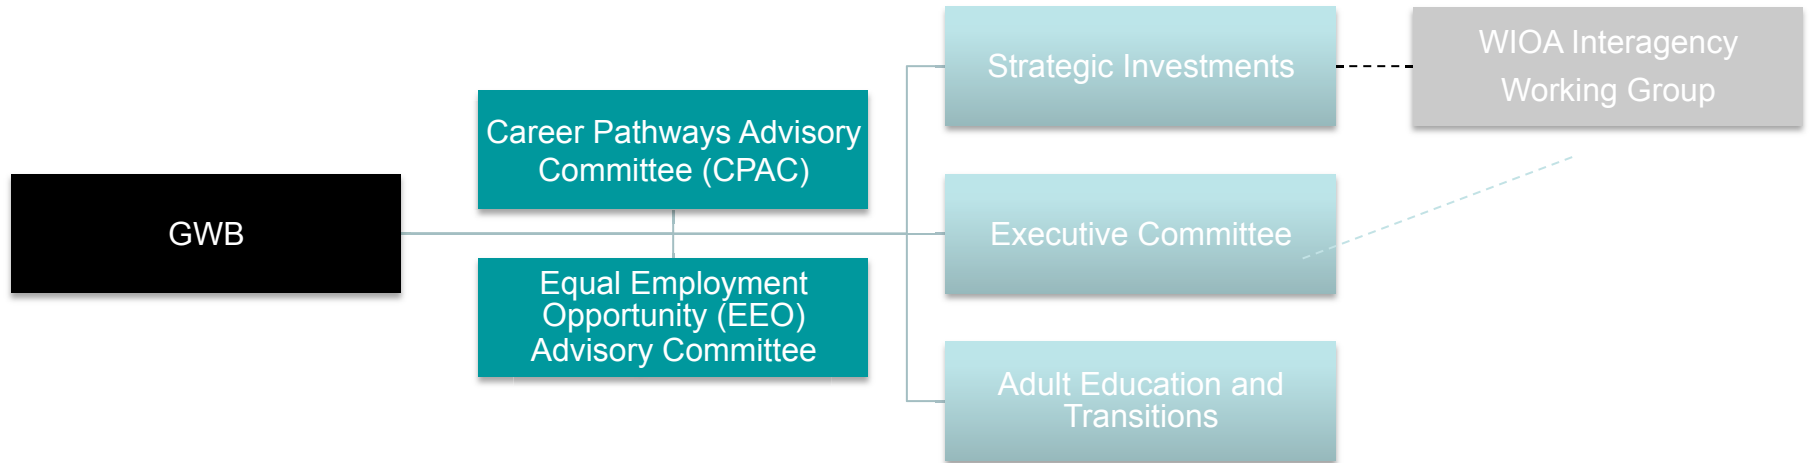 GWB
Career Pathways Advisory
Committee (CPAC)
Equal Employment
Opportunity (EEO)
Advisory Committee
Strategic Investments
Executive Committee
Adult Education and
Transitions
WIOA Interagency
Working Group